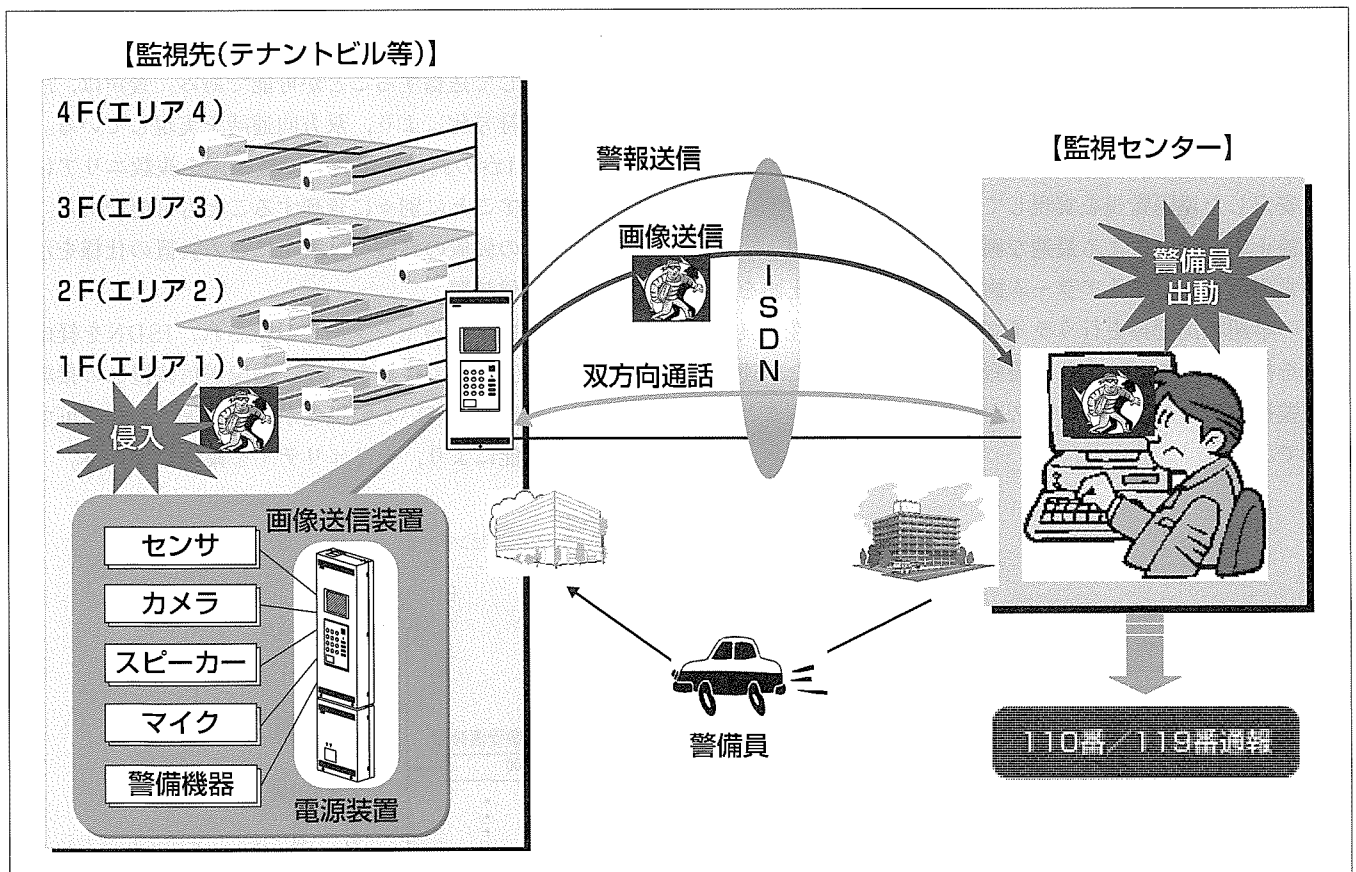 【監視先(テナントビル等)】
4F(エリア4)
3F(エリア3)
2F(エリア2)
1F(エリア1)
侵入
画像送信装置
センサ
カメラ
スピーカー
マイク
警備機器
電源装置
警報送信
画像送信
双方向通話
ISDN
警備員
【監視センター】
警備員
出動
110番/119番通報